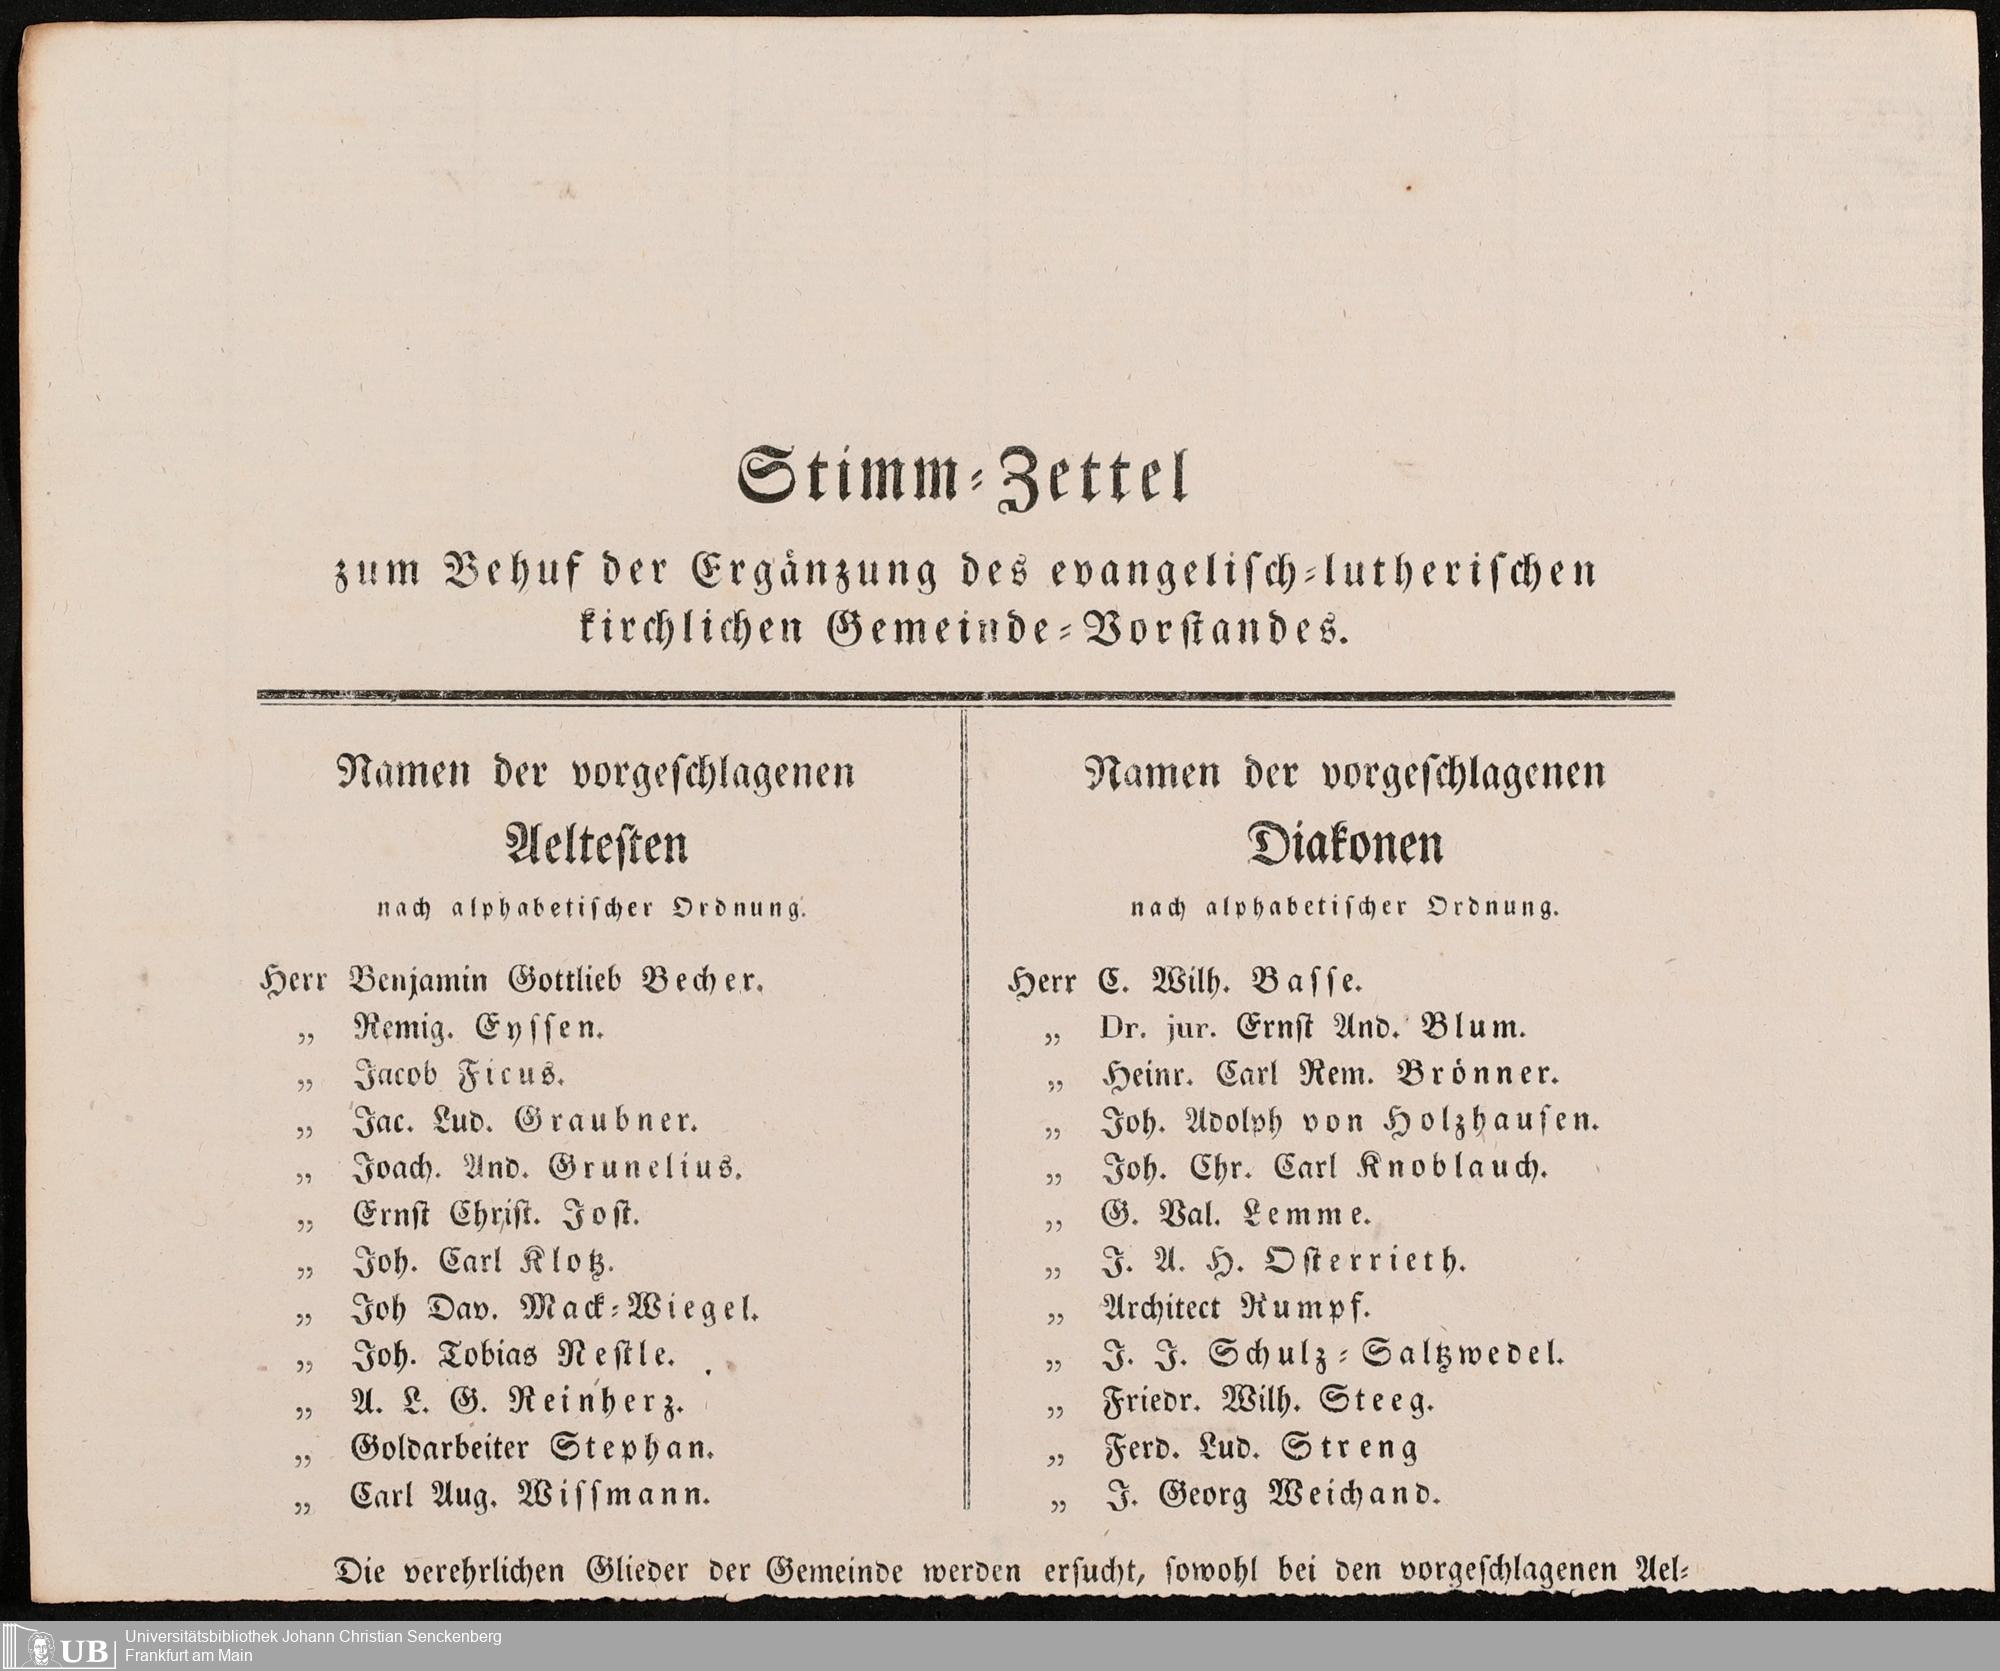 Stimm-Zettel
zum Behuf der Ergänzung des evangelisch-lutherischen
kirchlichen Gemeinde-Vorstandes.
Namen der vorgeschlagenen
Aeltesten
nach alphabetischer Ordnung.
Herr Benjamin Gottlieb Becher.
„ Remig. Eyssen.
„ Jacob Ficus.
„ Jac. Lud. Graubner.
„ Joach. And. Grunelius.
„ Ernst Christ. Jost.
„ Joh. Carl Klotz.
„ Joh Dav. Mack-Wiegel.
„ Joh. Tobias Nestle.
„ A. L. G. Reinherz.
„ Goldarbeiter Stephan.
„ Carl Aug. Wissmann.
Namen der vorgeschlagenen
Diakonen
nach alphabetischer Ordnung.
Herr C. Wilh. Basse.
„ Dr. jur. Ernst And. Blum.
„ Heinr. Carl Rem. Brönner.
„ Joh. Adolph von Holzhausen.
„ Joh. Chr. Carl Knoblauch.
„ G. Val. Lemme.
„ J. A. H. Osterrieth.
„ Architect Rumpf.
„ J. J. Schulz-Saltzwedel.
„ Friedr. Wilh. Steeg.
„ Ferd. Lud. Streng
„ J. Georg Weichand.
Die verehrlichen Glieder der Gemeinde werden ersucht, sowohl bei den vorgeschlagenen Ael-
UB
Universitätsbibliothek Johann Christian Senckenberg
Frankfurt am Main